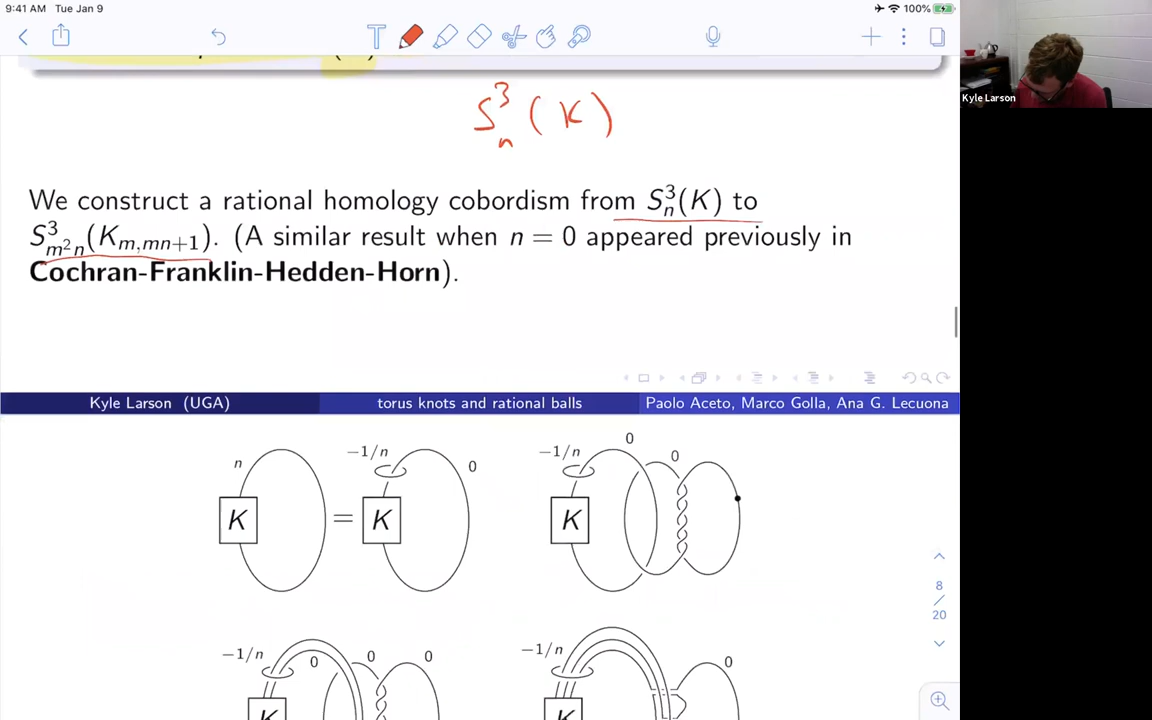 9:41 AM Tue Jan 9
100%
Kyle Larson
S³ₙ(K)
We construct a rational homology cobordism from S³ₙ(K) to
S³ₘ²ₙ(Kₘ,ₘₙ₊₁). (A similar result when n = 0 appeared previously in
Cochran-Franklin-Hedden-Horn).
Kyle Larson (UGA) torus knots and rational balls Paolo Aceto, Marco Golla, Ana G. Lecuona
n K = −1/n K 0
−1/n K 0 0
−1/n 0 0 0 K
−1/n K 0
8
/
20